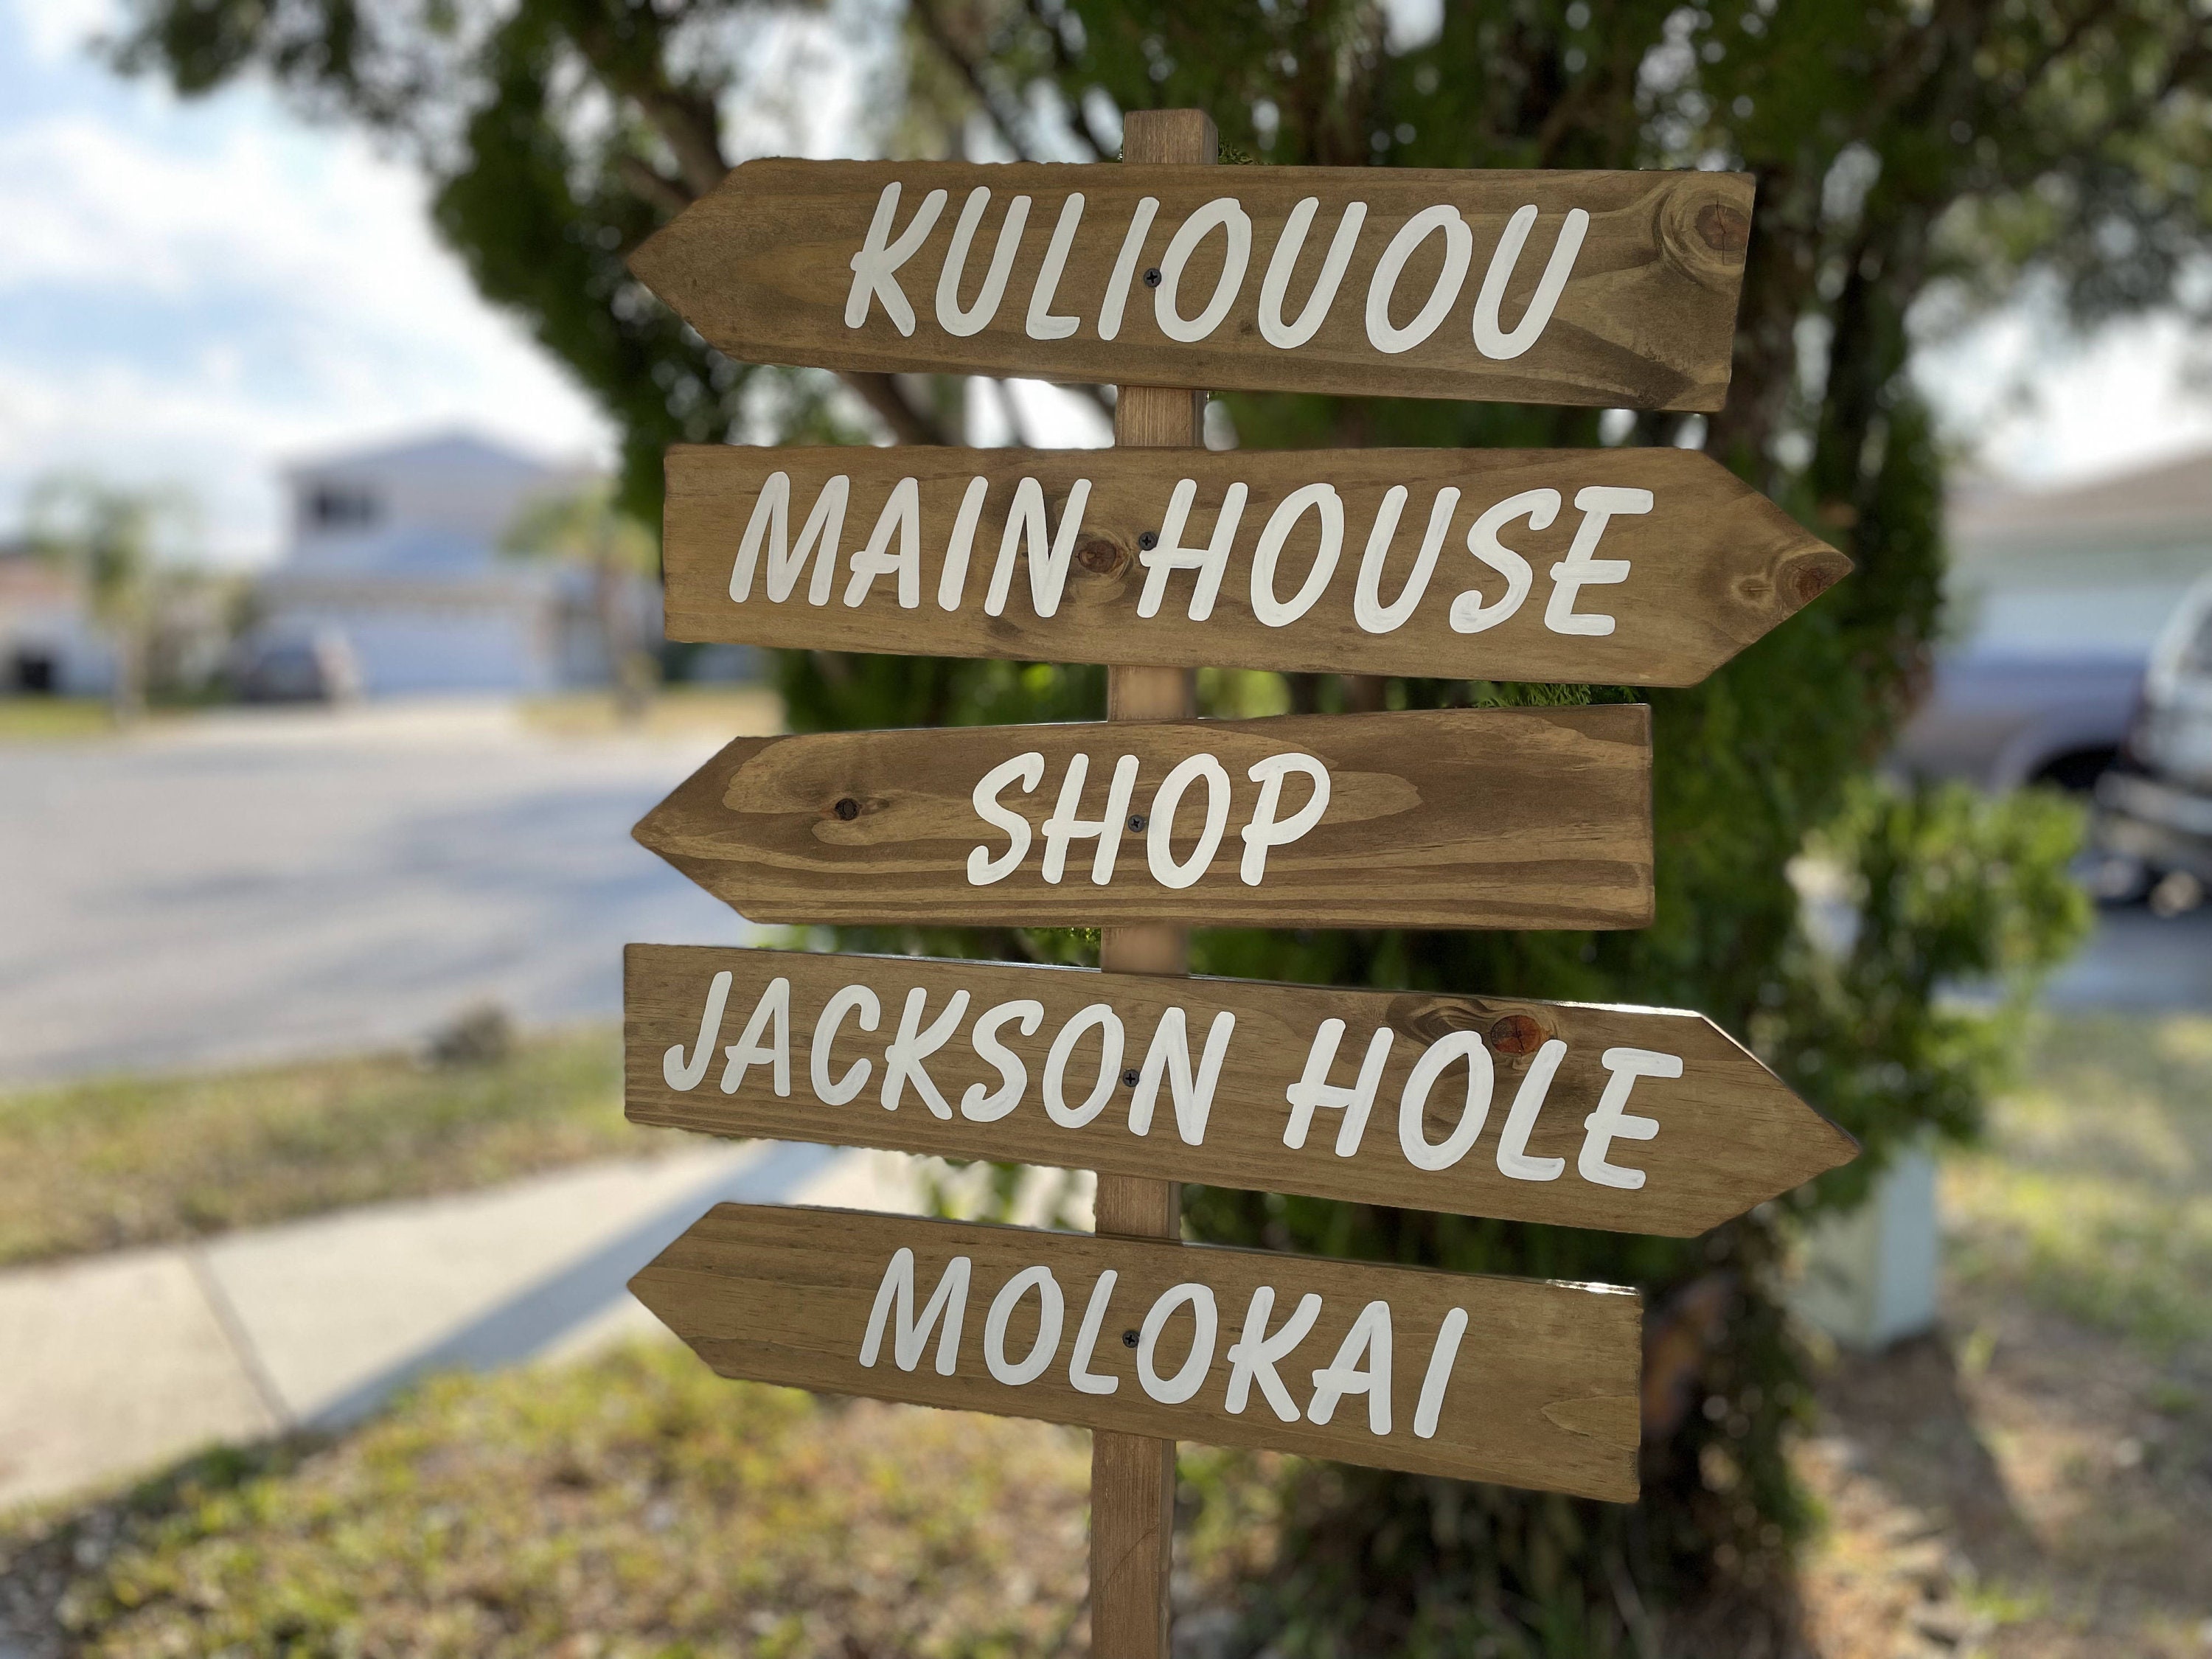 KULIOUOU
MAIN HOUSE
SHOP
JACKSON HOLE
MOLOKAI